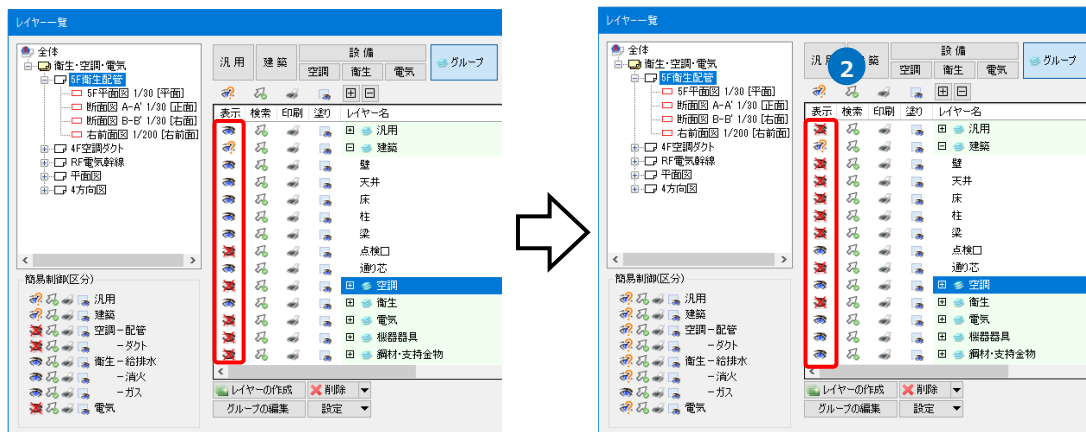 レイヤー一覧
全体
衛生・空調・電気
5F衛生配管
5F平面図 1/30 [平面]
断面図 A-A' 1/30 [正面]
断面図 B-B' 1/30 [右面]
右前面図 1/200 [右前面]
4F空調ダクト
RF電気幹線
平面図
4方向図
簡易制御(区分)
汎用
建築
空調－配管
－ダクト
衛生－給排水
－消火
－ガス
電気
汎用 建築 設備 グループ
空調 衛生 電気
表示 検索 印刷 塗り レイヤー名
汎用
建築
壁
天井
床
柱
梁
点検口
通り芯
空調
衛生
電気
機器器具
鋼材・支持金物
レイヤーの作成 削除
グループの編集 設定
レイヤー一覧
全体
衛生・空調・電気
5F衛生配管
5F平面図 1/30 [平面]
断面図 A-A' 1/30 [正面]
断面図 B-B' 1/30 [右面]
右前面図 1/200 [右前面]
4F空調ダクト
RF電気幹線
平面図
4方向図
簡易制御(区分)
汎用
建築
空調－配管
－ダクト
衛生－給排水
－消火
－ガス
電気
汎 2 築 設備 グループ
空調 衛生 電気
表示 検索 印刷 塗り レイヤー名
汎用
建築
壁
天井
床
柱
梁
点検口
通り芯
空調
衛生
電気
機器器具
鋼材・支持金物
レイヤーの作成 削除
グループの編集 設定